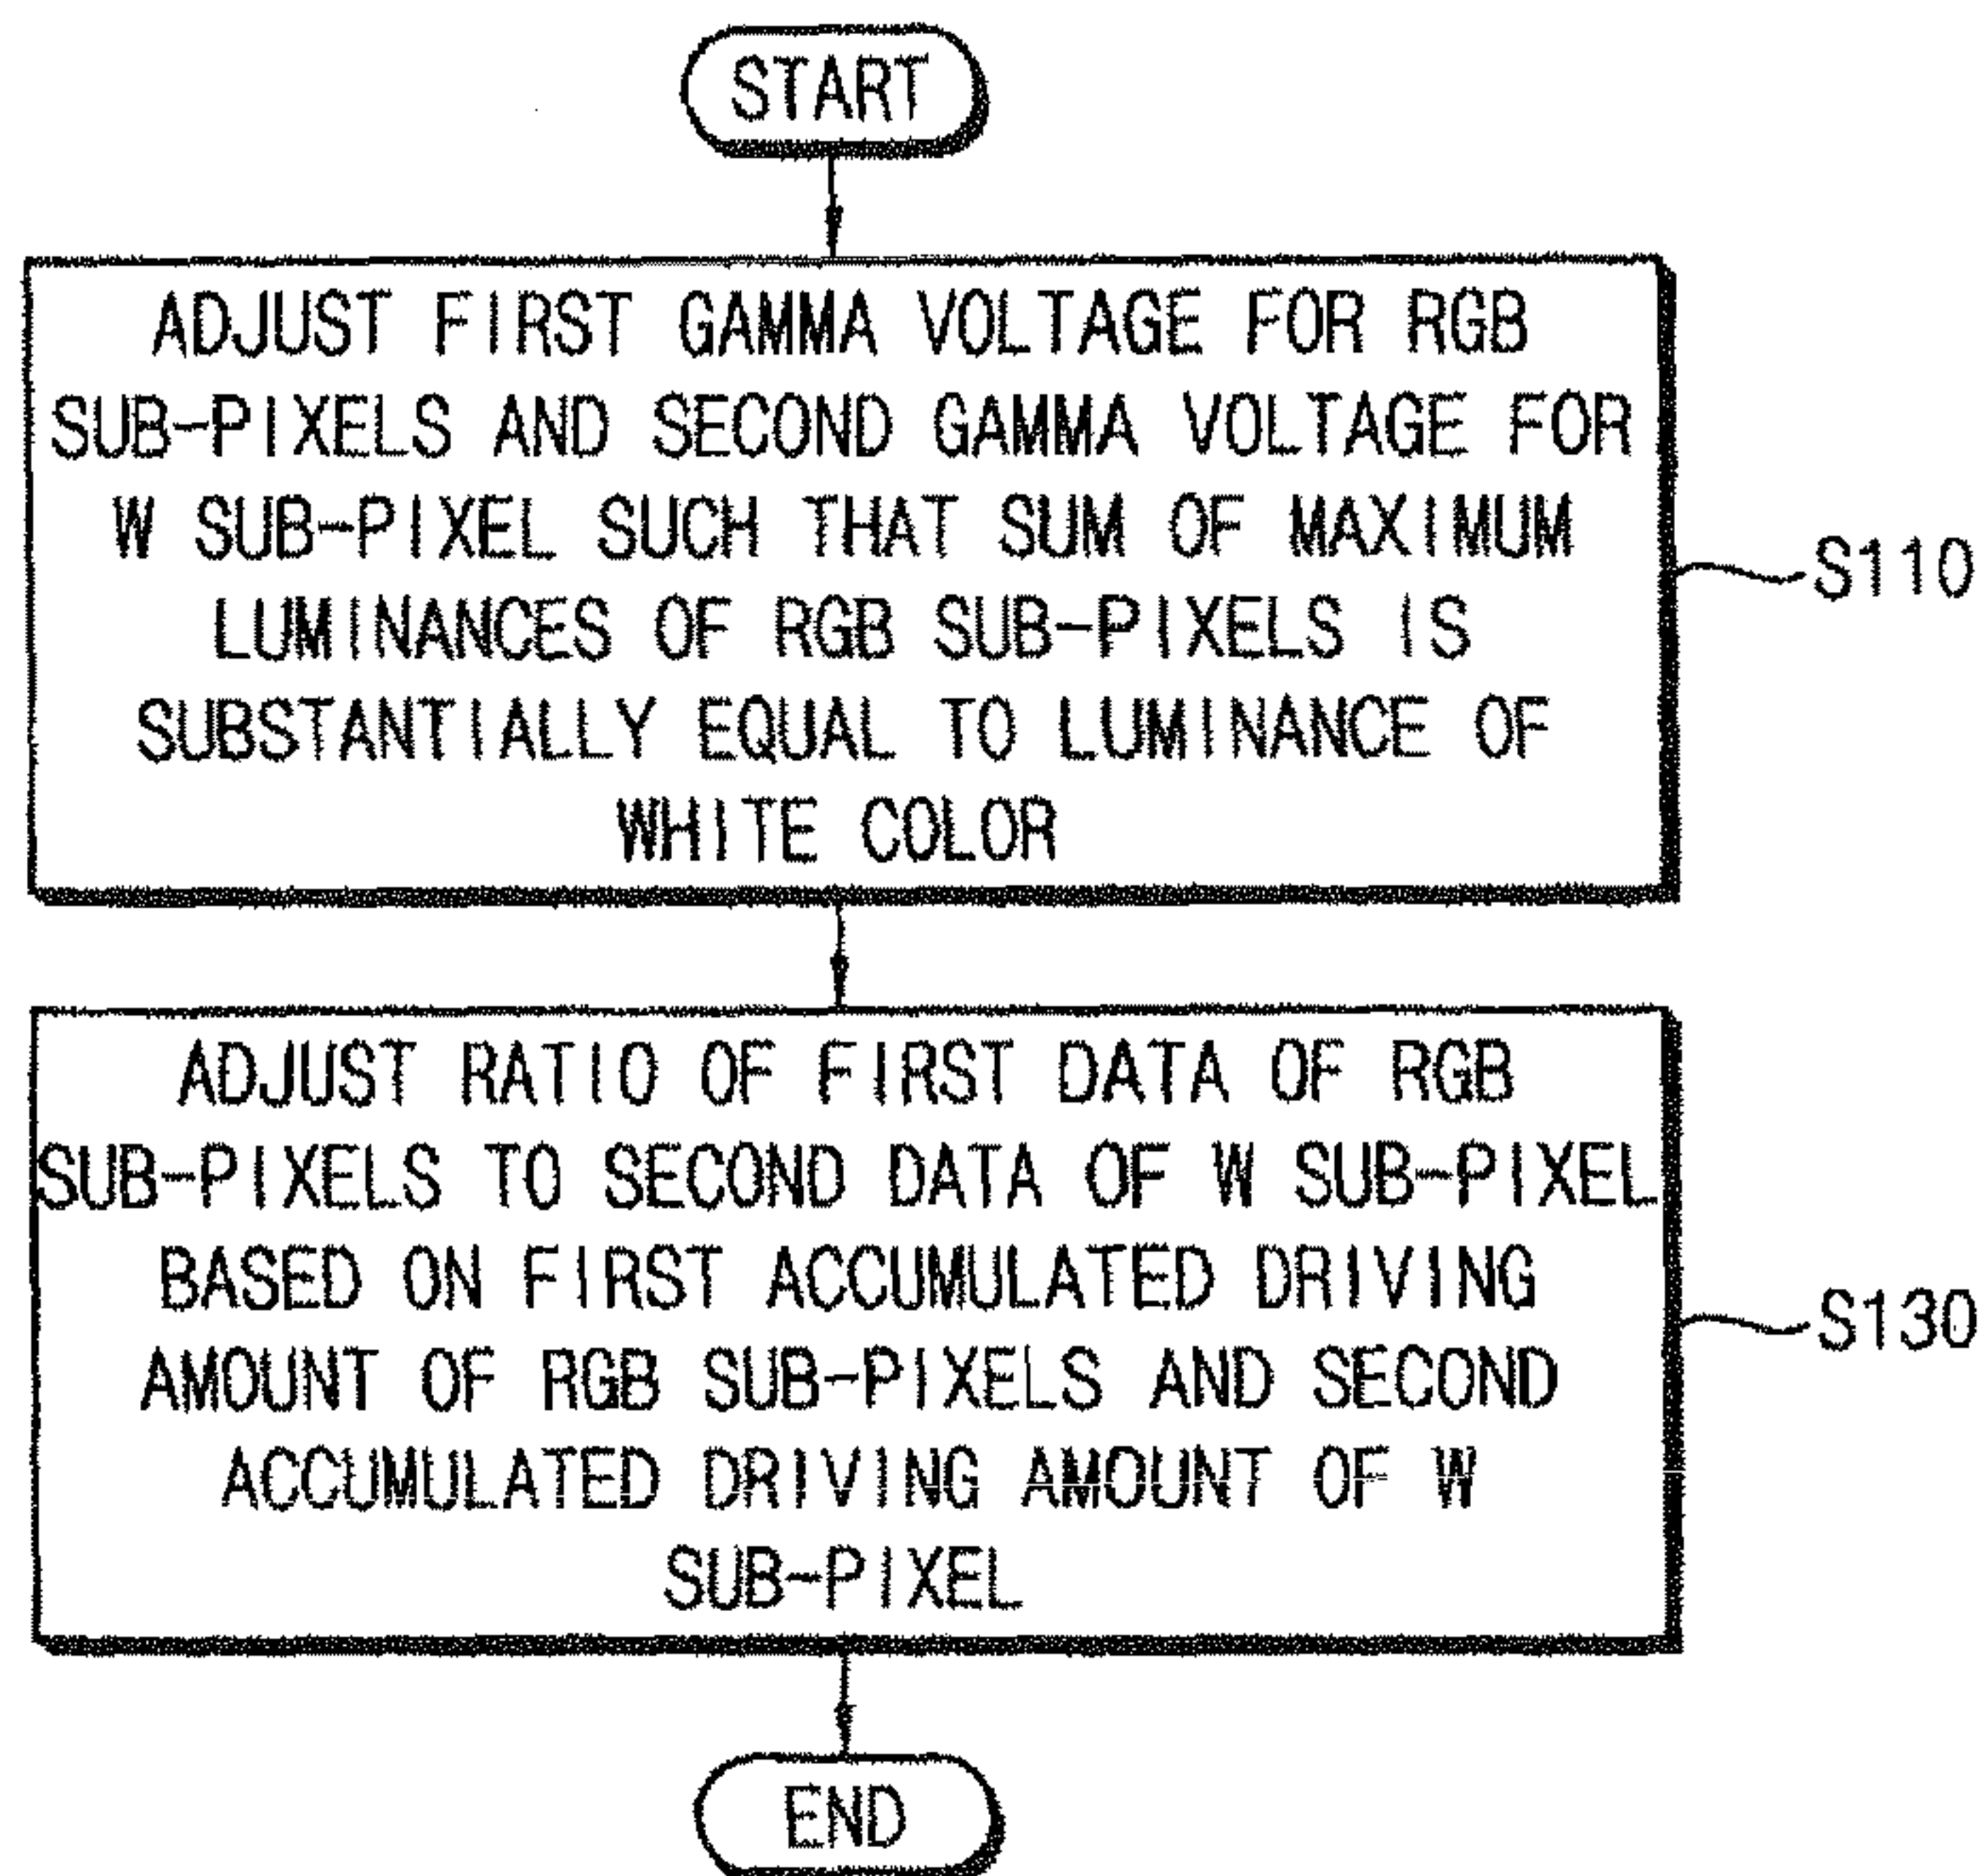 START
ADJUST FIRST GAMMA VOLTAGE FOR RGB
SUB-PIXELS AND SECOND GAMMA VOLTAGE FOR
W SUB-PIXEL SUCH THAT SUM OF MAXIMUM
LUMINANCES OF RGB SUB-PIXELS IS
SUBSTANTIALLY EQUAL TO LUMINANCE OF
WHITE COLOR
S110
ADJUST RATIO OF FIRST DATA OF RGB
SUB-PIXELS TO SECOND DATA OF W SUB-PIXEL
BASED ON FIRST ACCUMULATED DRIVING
AMOUNT OF RGB SUB-PIXELS AND SECOND
ACCUMULATED DRIVING AMOUNT OF W
SUB-PIXEL
S130
END